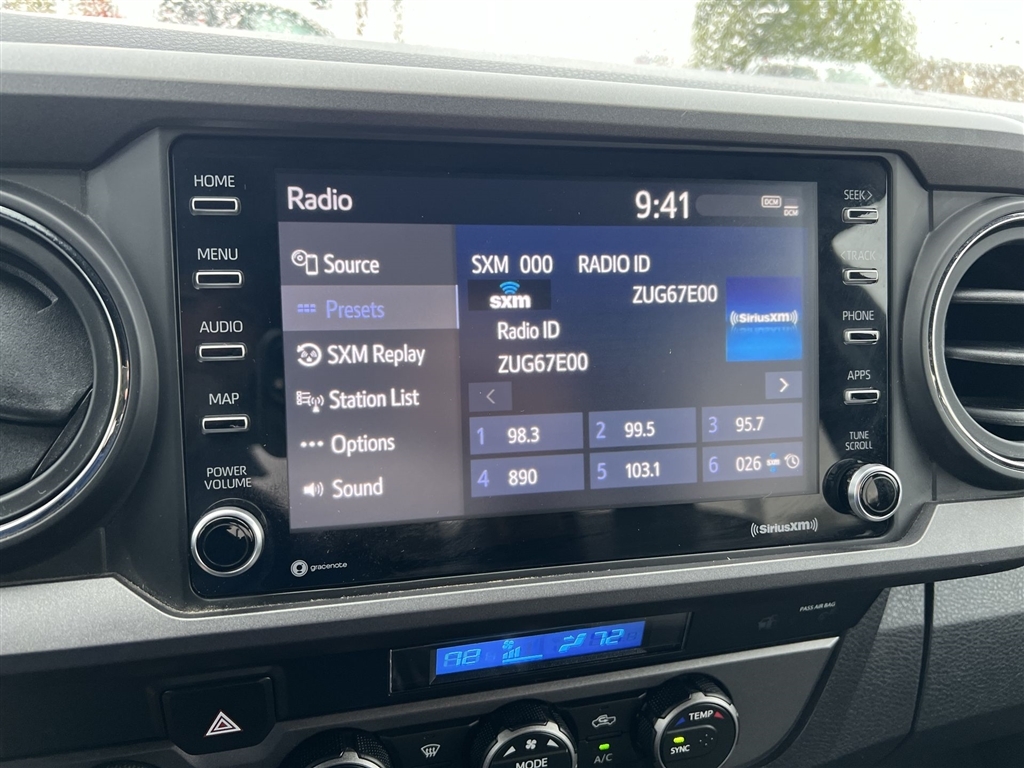 HOME
MENU
AUDIO
MAP
POWER
VOLUME
Radio
9:41
DCM
DCM
Source
Presets
SXM Replay
Station List
Options
Sound
SXM 000 RADIO ID
sxm
ZUG67E00
((SiriusXM))
Radio ID
ZUG67E00
< >
1 98.3
2 99.5
3 95.7
4 890
5 103.1
6 026 sxm
SEEK>
<TRACK
PHONE
APPS
TUNE
SCROLL
gracenote
((SiriusXM))
PASS AIR BAG
72
MODE
A/C
TEMP
SYNC